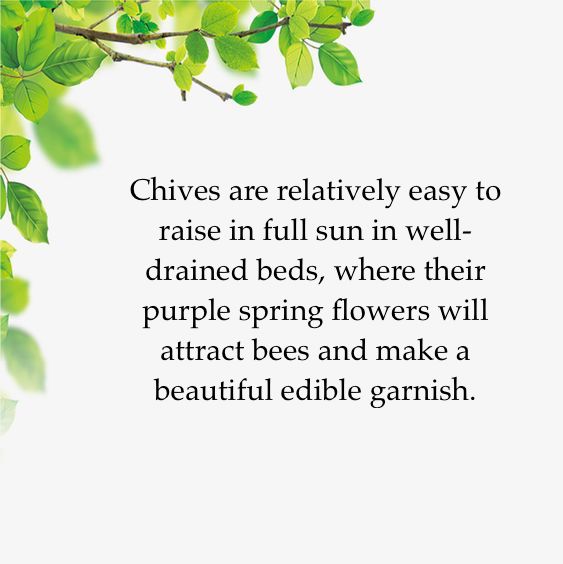 Chives are relatively easy to
raise in full sun in well-
drained beds, where their
purple spring flowers will
attract bees and make a
beautiful edible garnish.